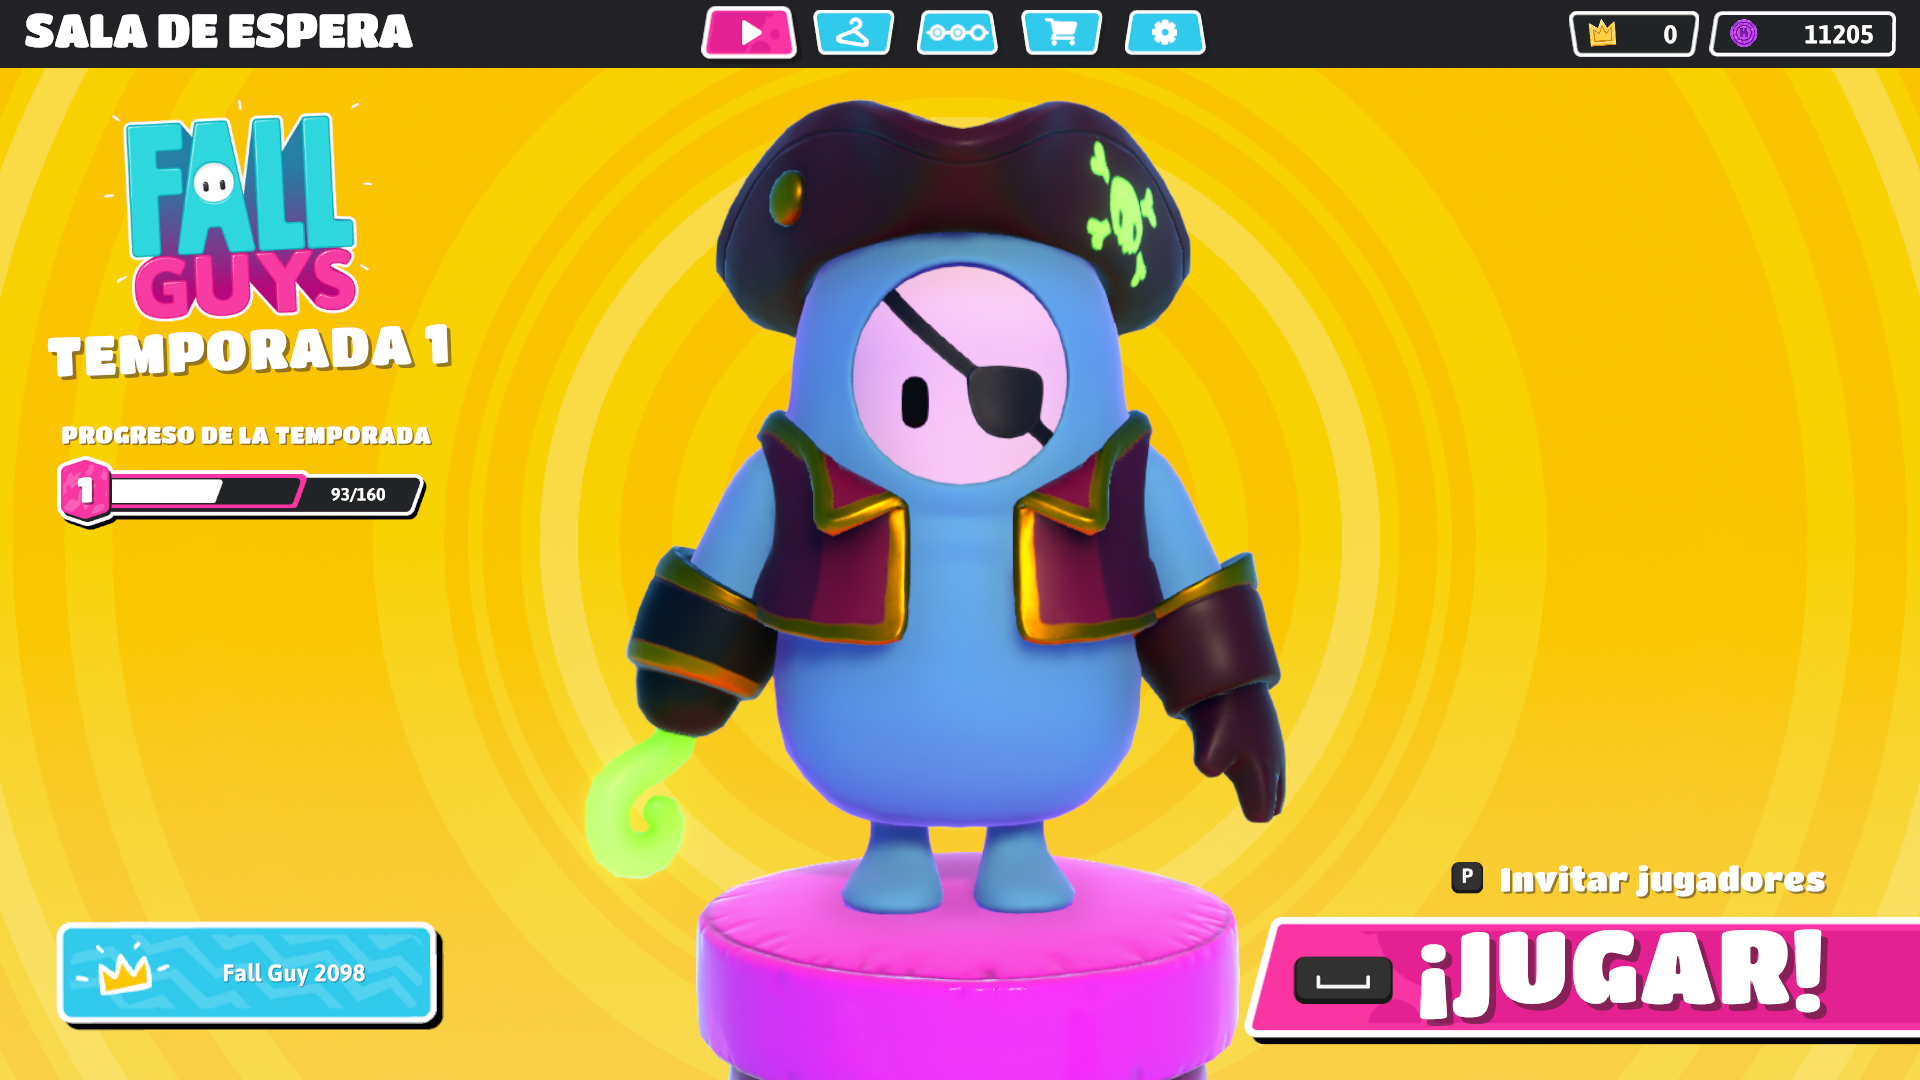 SALA DE ESPERA
0
11205
FALL
GUYS
TEMPORADA 1
PROGRESO DE LA TEMPORADA
1
93/160
P Invitar jugadores
Fall Guy 2098
¡JUGAR!